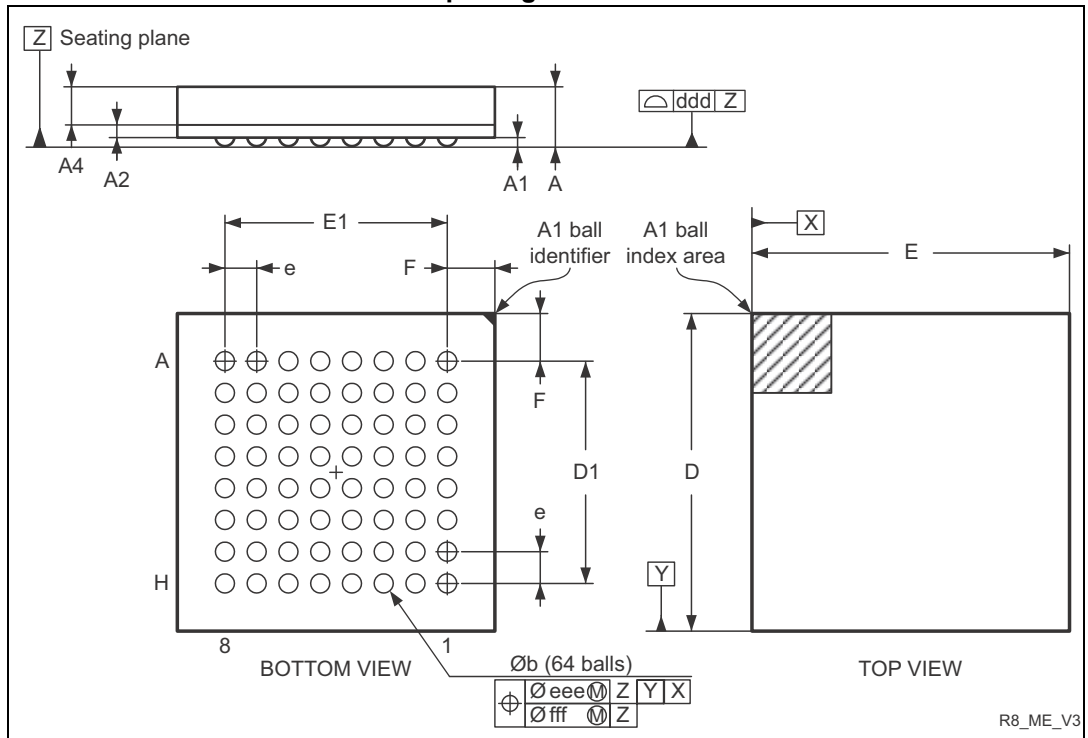 Z Seating plane
ddd Z
A4
A2
A1
A
E1
A1 ball
identifier
A1 ball
index area
X
E
e
F
A
F
D1
D
e
H
Y
8
1
BOTTOM VIEW
Øb (64 balls)
TOP VIEW
Ø eee Ⓜ Z Y X
Ø fff Ⓜ Z
R8_ME_V3